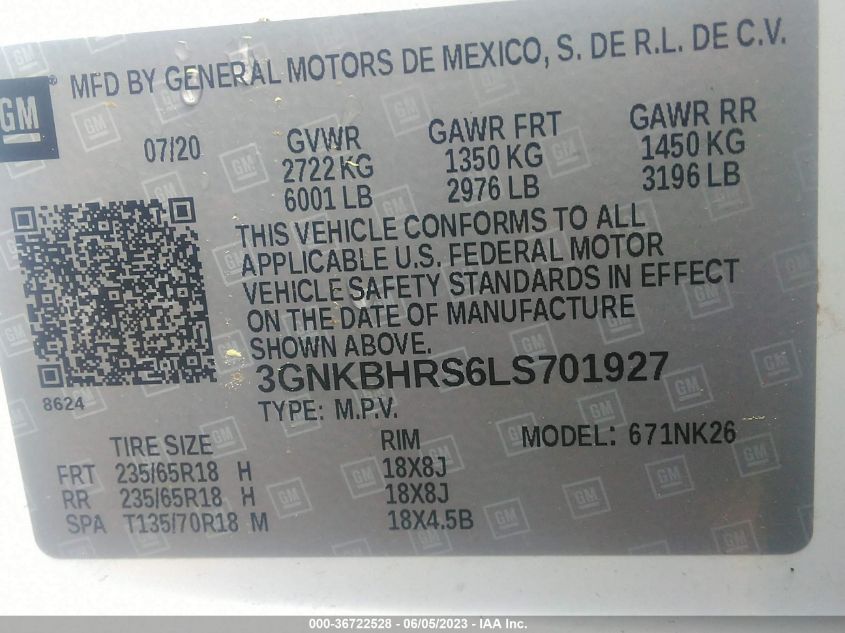 GM ® MFD BY GENERAL MOTORS DE MEXICO, S. DE R.L. DE C.V.
07/20 GVWR GAWR FRT GAWR RR
2722 KG 1350 KG 1450 KG
6001 LB 2976 LB 3196 LB
THIS VEHICLE CONFORMS TO ALL
APPLICABLE U.S. FEDERAL MOTOR
VEHICLE SAFETY STANDARDS IN EFFECT
ON THE DATE OF MANUFACTURE
SHOWN ABOVE.
3GNKBHRS6LS701927
8624 TYPE: M.P.V.
TIRE SIZE RIM MODEL: 671NK26
FRT 235/65R18 H 18X8J
RR 235/65R18 H 18X8J
SPA T135/70R18 M 18X4.5B
000-36722528 - 06/05/2023 - IAA Inc.